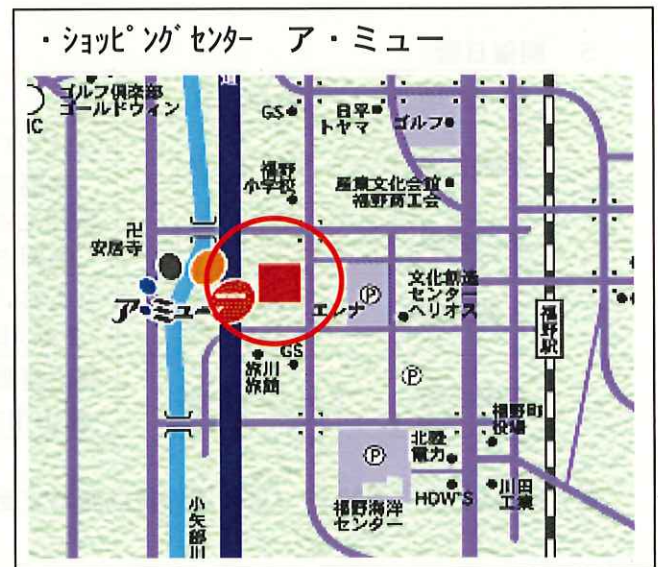 ・ショッピングセンター ア・ミュー
ゴルフ倶楽部
ゴールドウィン
IC
GS
日平
トヤマ
ゴルフ
福野
小学校
産業文化会館
福野商工会
卍
安居寺
ア・ミュー
エレナ
P
文化創造
センター
ヘリオス
福野駅
旅川
旅館
GS
P
福野町
役場
北陸
電力
P
HOW'S
川田
工業
福野海洋
センター
小矢部川